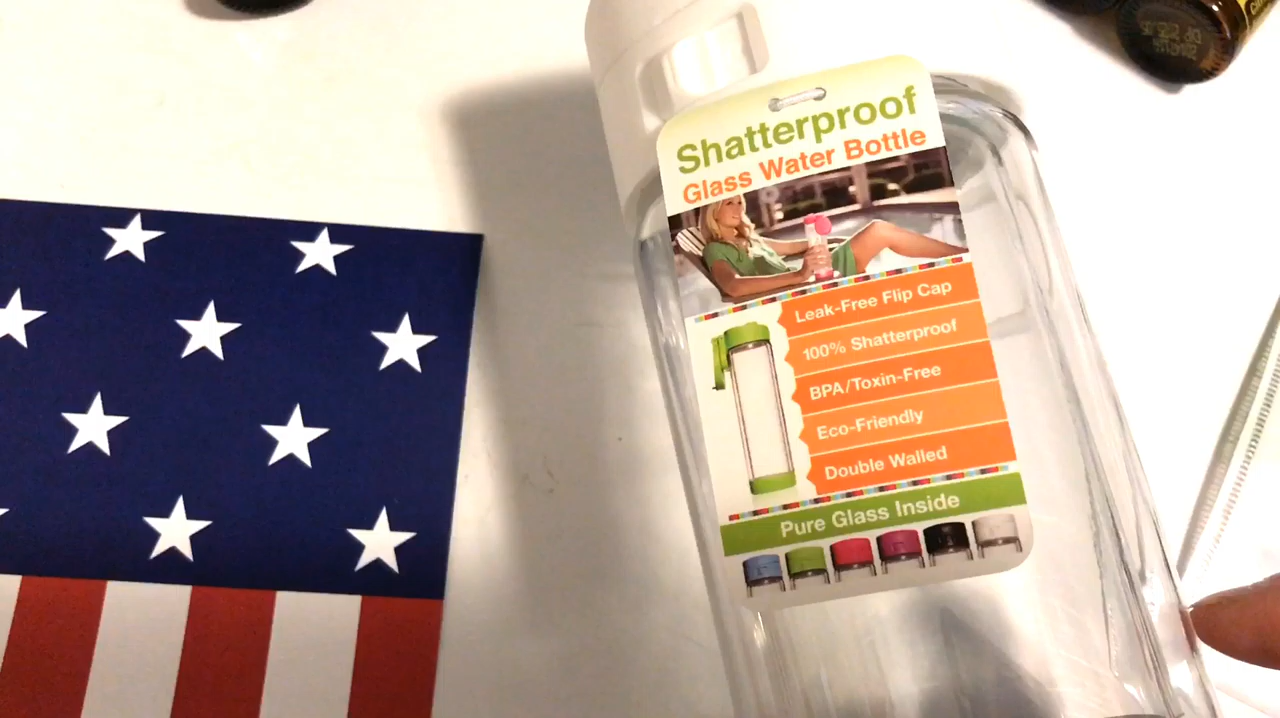 Shatterproof
Glass Water Bottle
Leak-Free Flip Cap
100% Shatterproof
BPA/Toxin-Free
Eco-Friendly
Double Walled
Pure Glass Inside